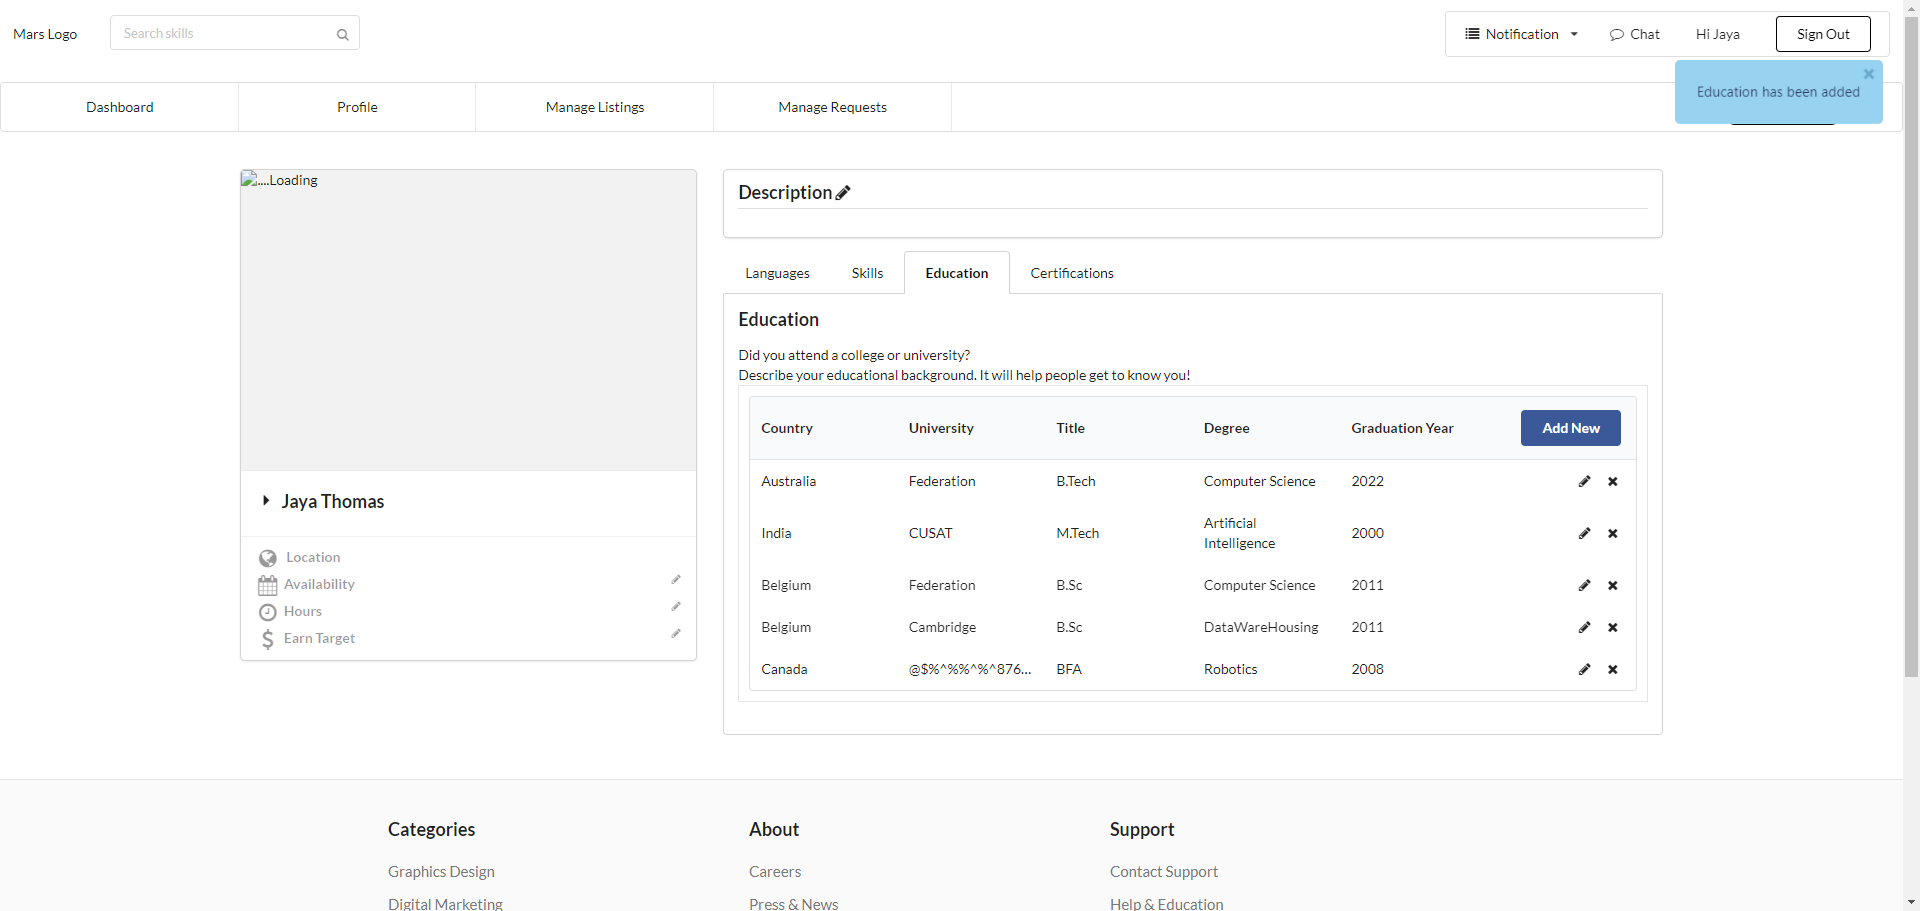 Mars Logo
Search skills
Notification
Chat
Hi Jaya
Sign Out
Education has been added
Dashboard
Profile
Manage Listings
Manage Requests
....Loading
Jaya Thomas
Location
Availability
Hours
Earn Target
Description
Languages
Skills
Education
Certifications
Education
Did you attend a college or university?
Describe your educational background. It will help people get to know you!
Country University Title Degree Graduation Year Add New
Australia Federation B.Tech Computer Science 2022
India CUSAT M.Tech Artificial Intelligence 2000
Belgium Federation B.Sc Computer Science 2011
Belgium Cambridge B.Sc DataWareHousing 2011
Canada @$%^%%^%^876... BFA Robotics 2008
Categories
Graphics Design
Digital Marketing
About
Careers
Press & News
Support
Contact Support
Help & Education